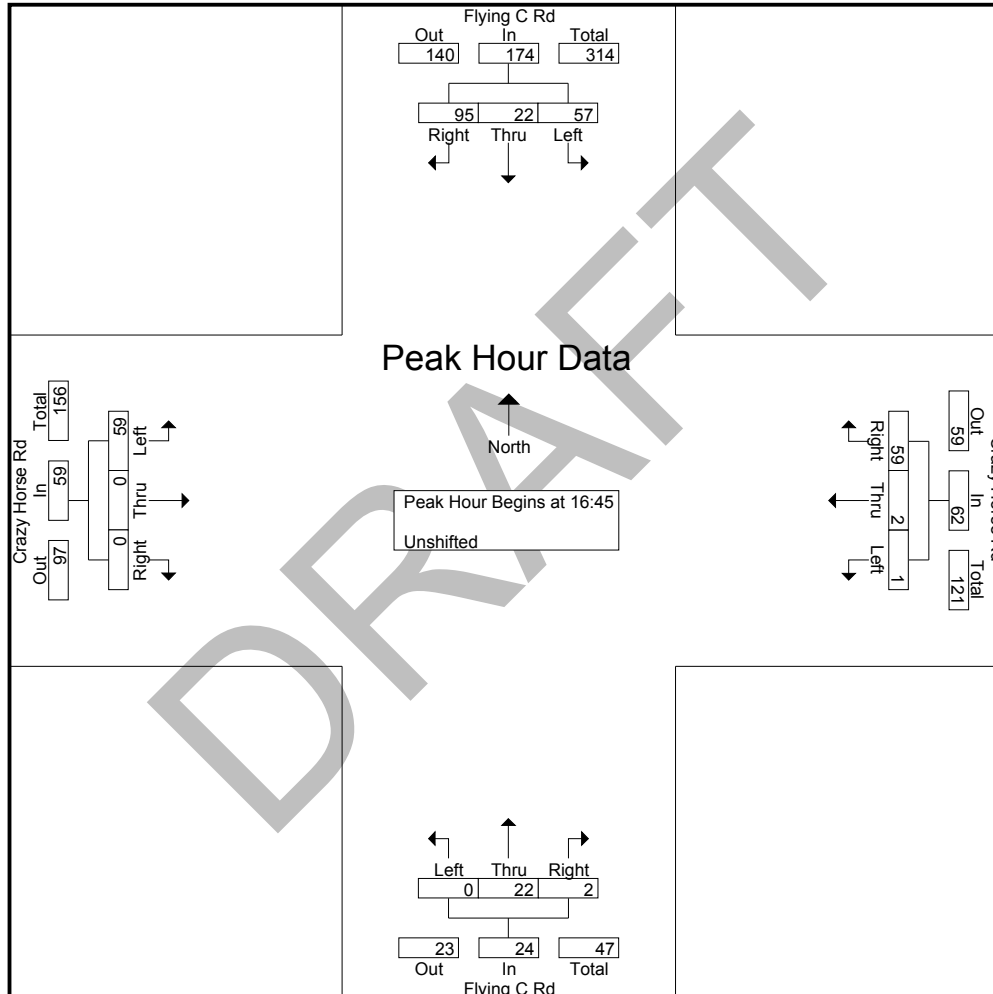 Flying C Rd
Out In Total
140 174 314
95 22 57
Right Thru Left
Peak Hour Data
North
Peak Hour Begins at 16:45
Unshifted
Crazy Horse Rd
Total In Out
156 59 97
59 0 0
Left Thru Right
Out In Total
59 62 121
59 2 1
Right Thru Left
Left Thru Right
0 22 2
23 24 47
Out In Total
Flying C Rd
DRAFT